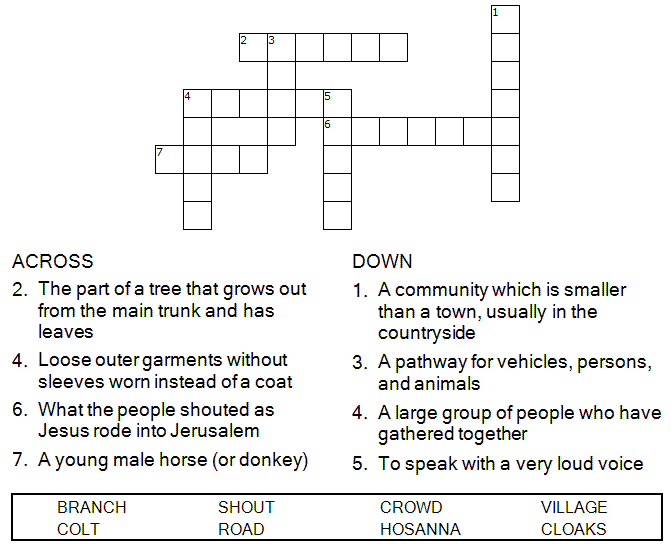 1
2 3
4 5
6
7
ACROSS
2. The part of a tree that grows out
from the main trunk and has
leaves
4. Loose outer garments without
sleeves worn instead of a coat
6. What the people shouted as
Jesus rode into Jerusalem
7. A young male horse (or donkey)
DOWN
1. A community which is smaller
than a town, usually in the
countryside
3. A pathway for vehicles, persons,
and animals
4. A large group of people who have
gathered together
5. To speak with a very loud voice
BRANCH SHOUT CROWD VILLAGE
COLT ROAD HOSANNA CLOAKS